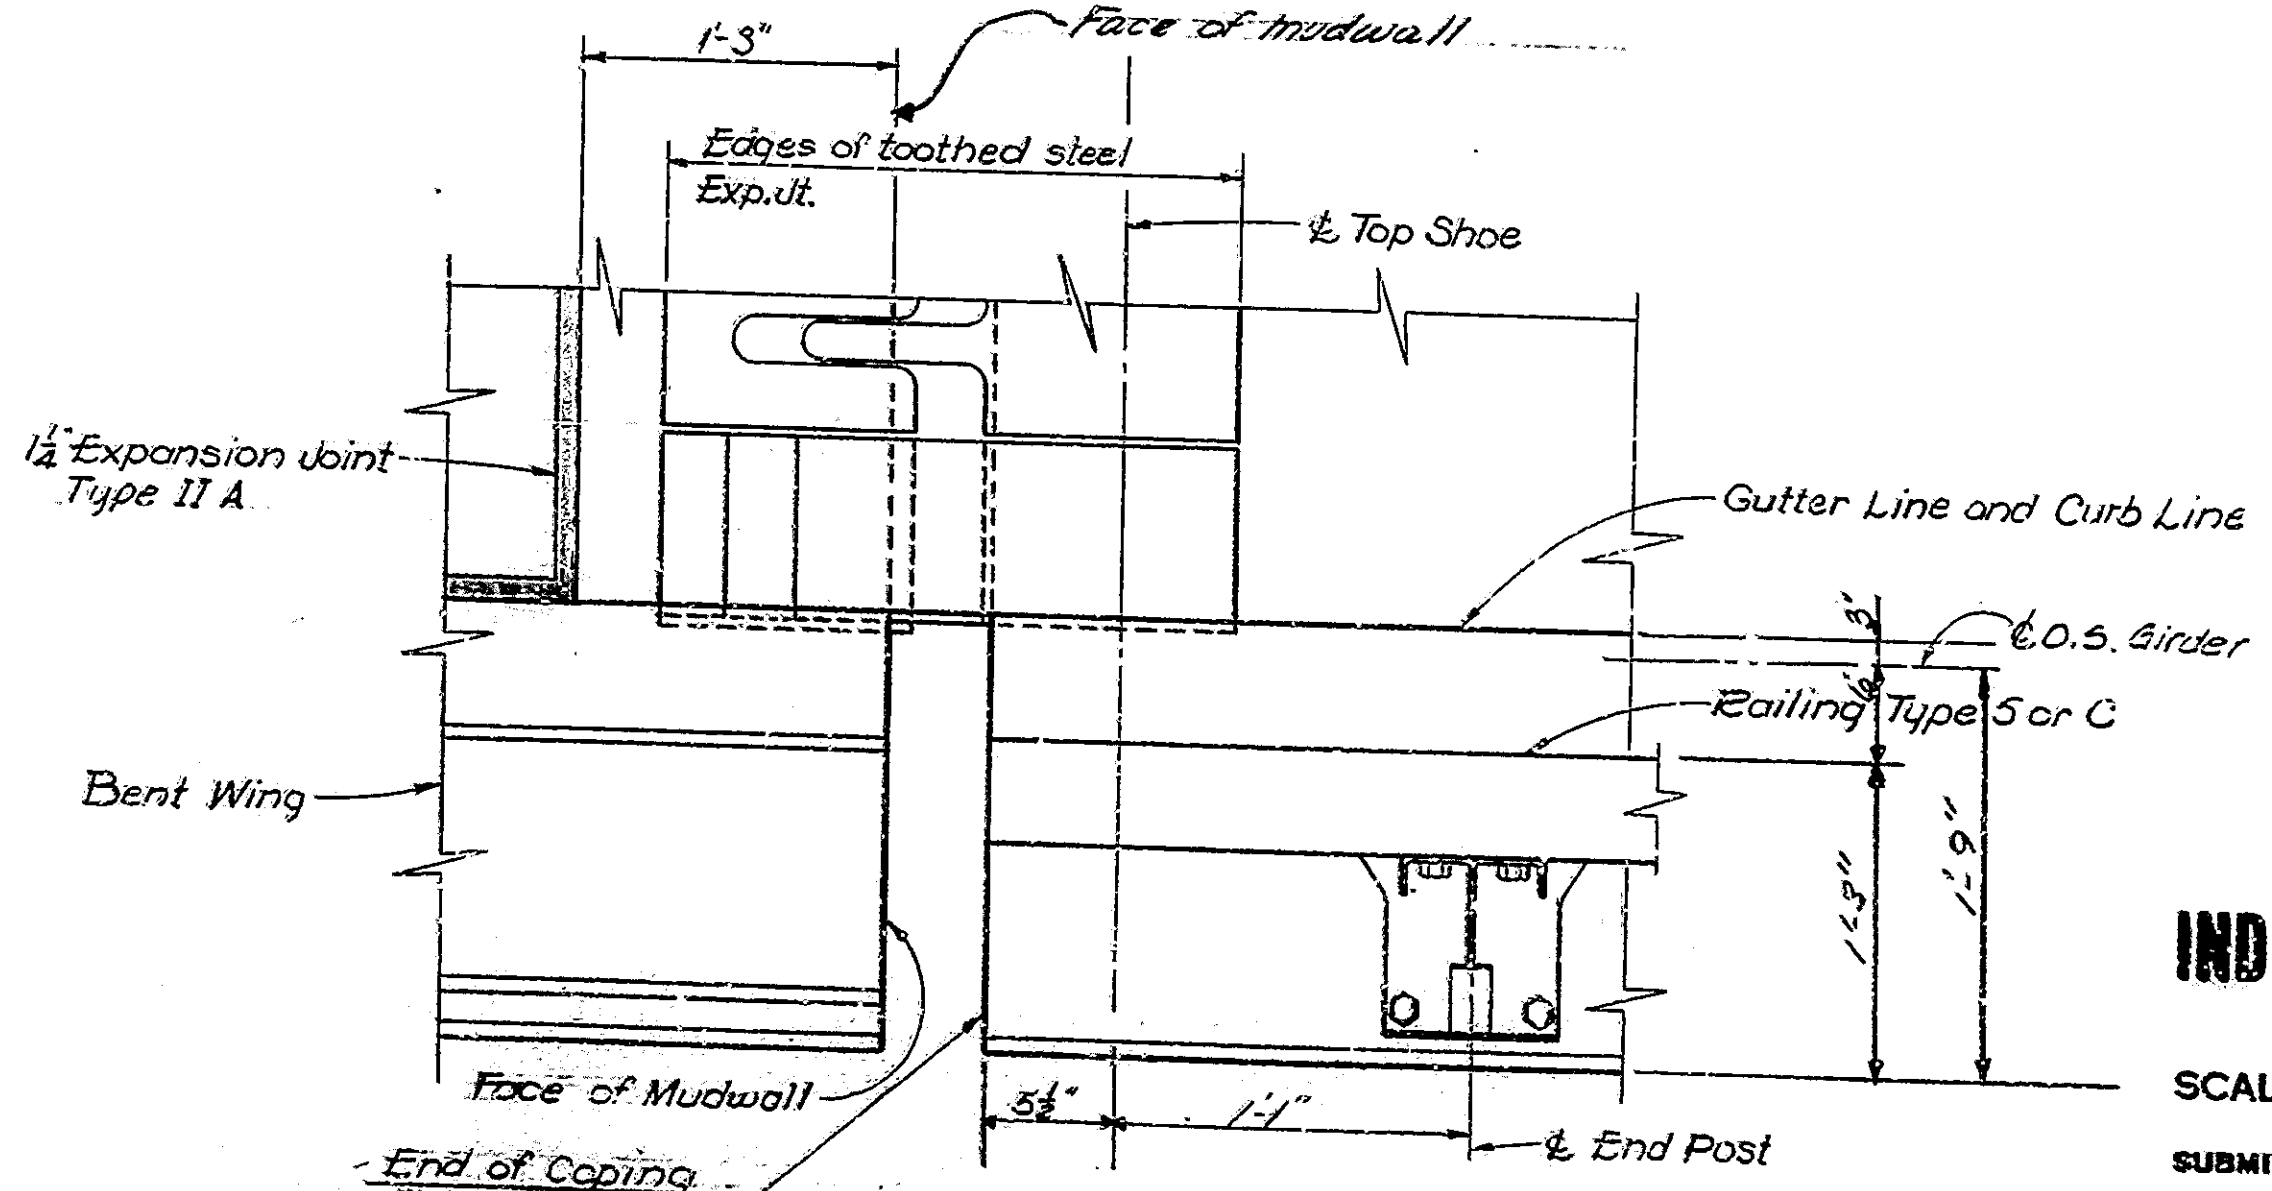 Face of mudwall
1'-3"
Edges of toothed steel
Exp. Jt.
℄ Top Shoe
1¼" Expansion Joint
Type II A
Gutter Line and Curb Line
3"
℄ O.S. Girder
6"
Railing Type S or C
Bent Wing
1'-3"
1'-9"
IND
SCAL
Face of Mudwall
5½"
1'-1"
℄ End Post
SUBMI
End of Coping